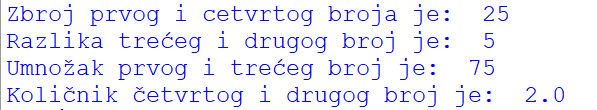 Zbroj prvog i cetvrtog broja je:  25
Razlika trećeg i drugog broj je:  5
Umnožak prvog i trećeg broj je:  75
Količnik četvrtog i drugog broj je:  2.0